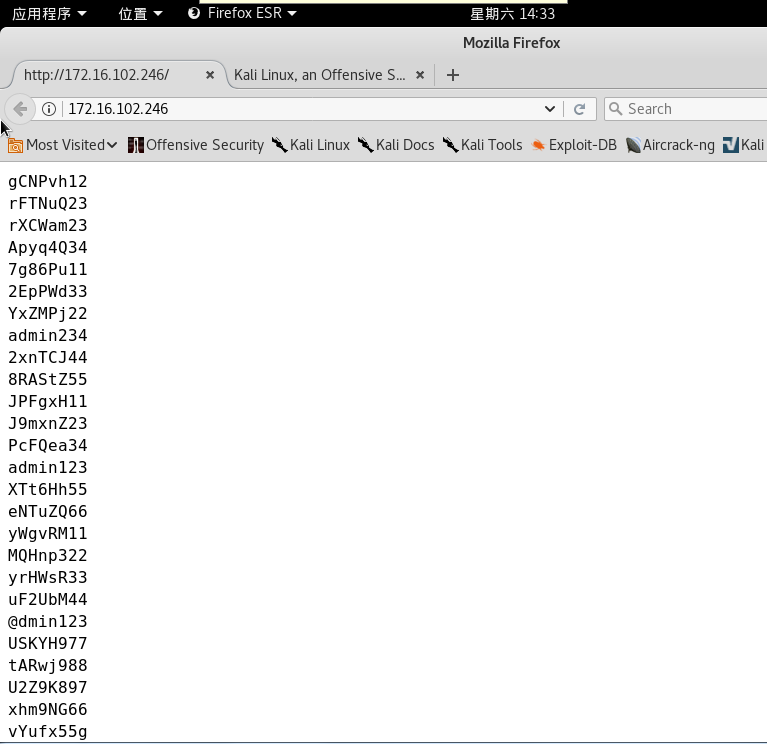 应用程序 位置 Firefox ESR 星期六 14:33
Mozilla Firefox
http://172.16.102.246/ Kali Linux, an Offensive S...
172.16.102.246 Search
Most Visited Offensive Security Kali Linux Kali Docs Kali Tools Exploit-DB Aircrack-ng Kali
gCNPvh12
rFTNuQ23
rXCWam23
Apyq4Q34
7g86Pu11
2EpPWd33
YxZMPj22
admin234
2xnTCJ44
8RAStZ55
JPFgxH11
J9mxnZ23
PcFQea34
admin123
XTt6Hh55
eNTuZQ66
yWgvRM11
MQHnp322
yrHWsR33
uF2UbM44
@dmin123
USKYH977
tARwj988
U2Z9K897
xhm9NG66
vYufx55g